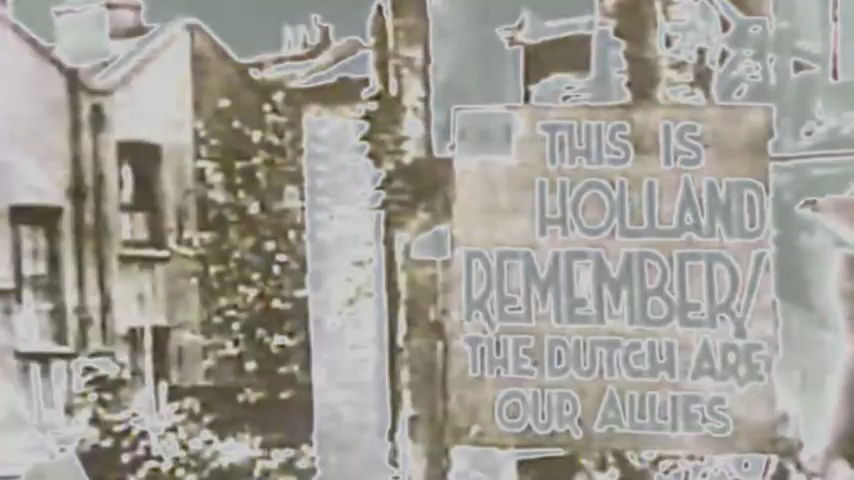 THIS IS
HOLLAND
REMEMBER!
THE DUTCH ARE
OUR ALLIES